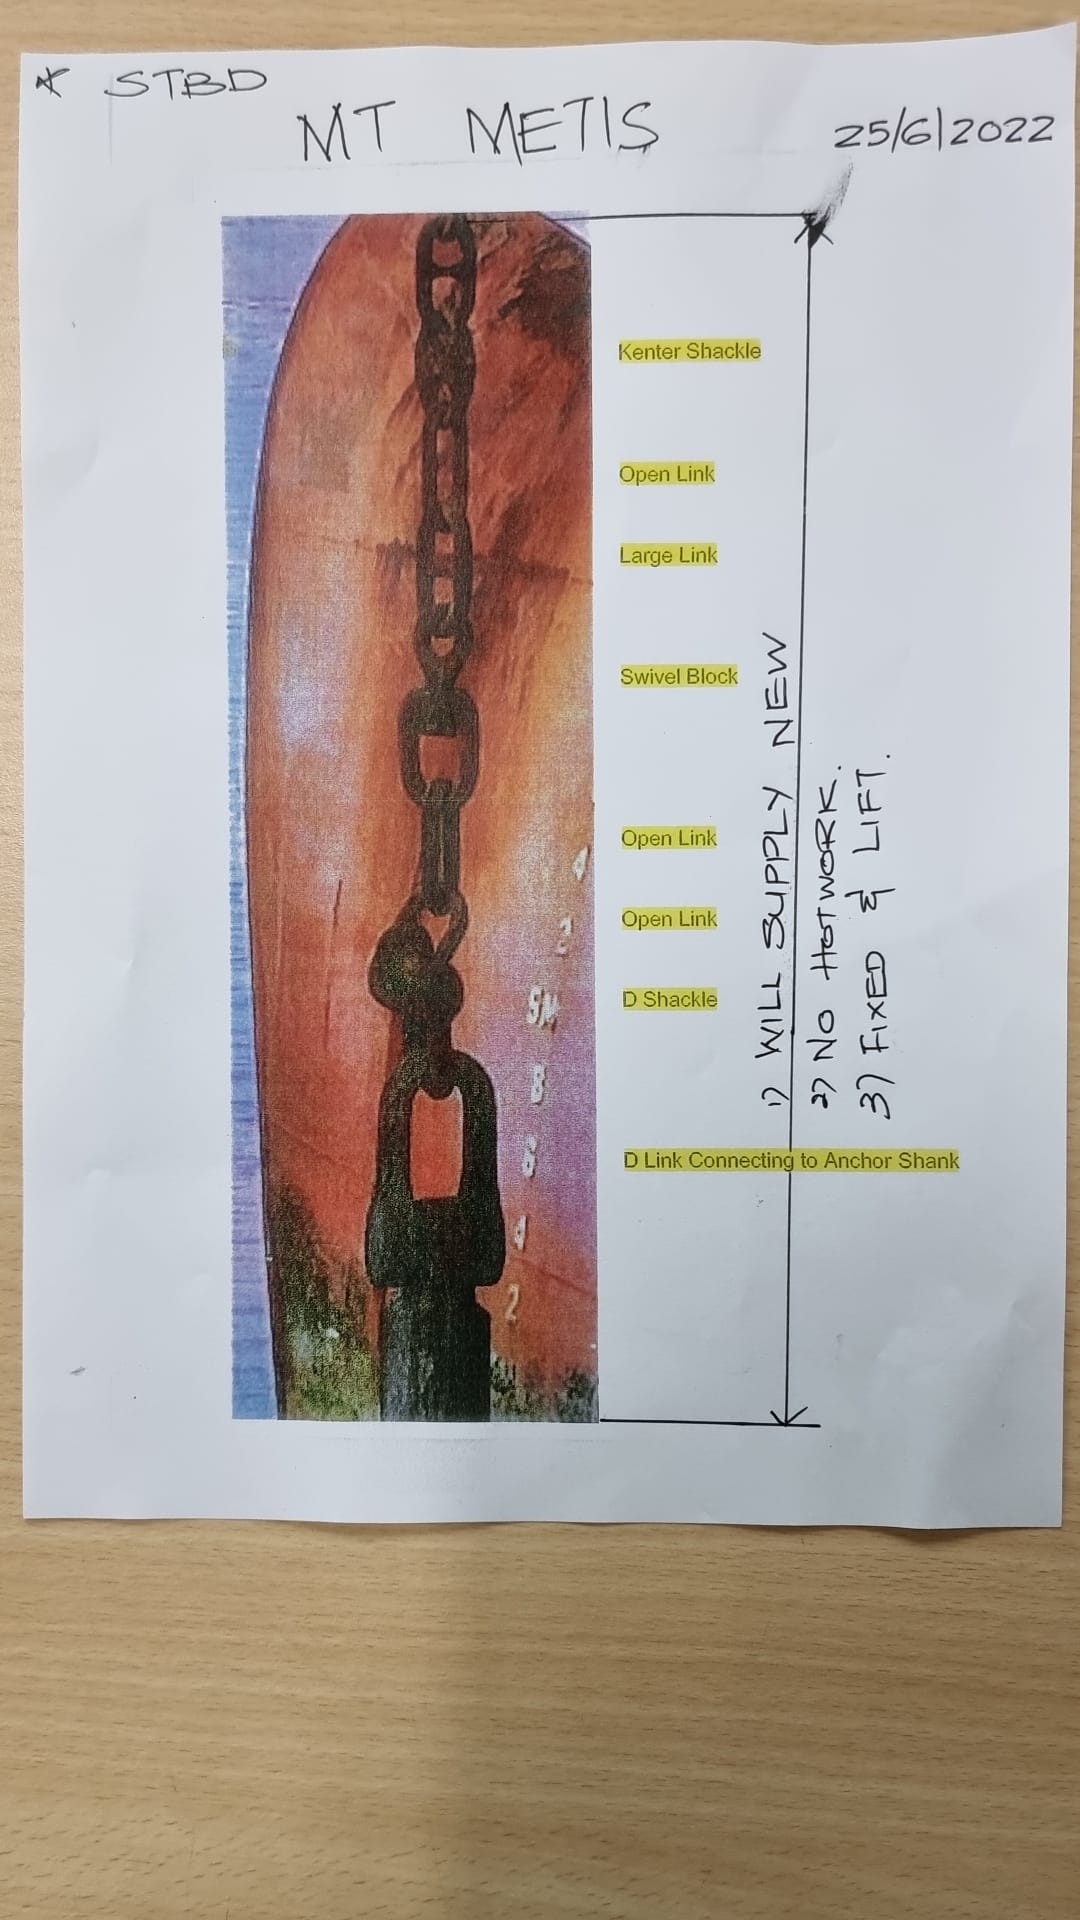 * STBD
MT METIS
25/6/2022
Kenter Shackle
Open Link
Large Link
Swivel Block
Open Link
Open Link
D Shackle
D Link Connecting to Anchor Shank
1) WILL SUPPLY NEW
2) NO HOTWORK.
3) FIXED & LIFT.
4
2
5M
8
6
4
2